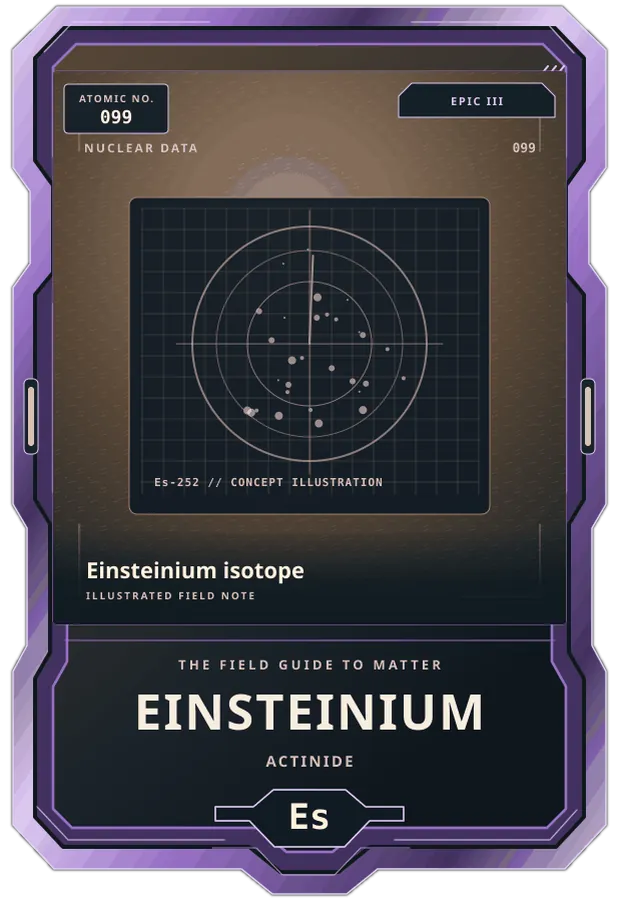 ATOMIC NO.
099
EPIC III
NUCLEAR DATA
099
Es-252 // CONCEPT ILLUSTRATION
Einsteinium isotope
ILLUSTRATED FIELD NOTE
THE FIELD GUIDE TO MATTER
EINSTEINIUM
ACTINIDE
Es